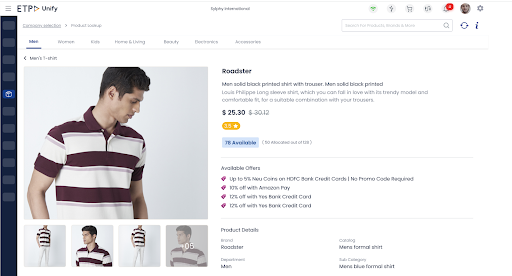 ETP Unify
Sylphy International
8
Company selection > Product Lookup
Search for Products, Brands & More
Men Women Kids Home & Living Beauty Electronics Accessories
Men's T-shirt
Roadster
Men solid black printed shirt with trouser, Men solid black printed
Louis Philippe Long sleeve shirt, which you can fall in love with its trendy model and
comfortable fit, for a suitable combination with your trousers.
$ 25.30 $ 30.12
3.9
78 Available ( 50 Allocated out of 128 )
Available Offers
Up to 5% Neu Coins on HDFC Bank Credit Cards | No Promo Code Required
10% off with Amazon Pay
12% off with Yes Bank Credit Card
12% off with Yes Bank Credit Card
Product Details
Brand Catalog
Roadster Mens formal shirt
Department Sub Category
Men Mens blue formal shirt
+06